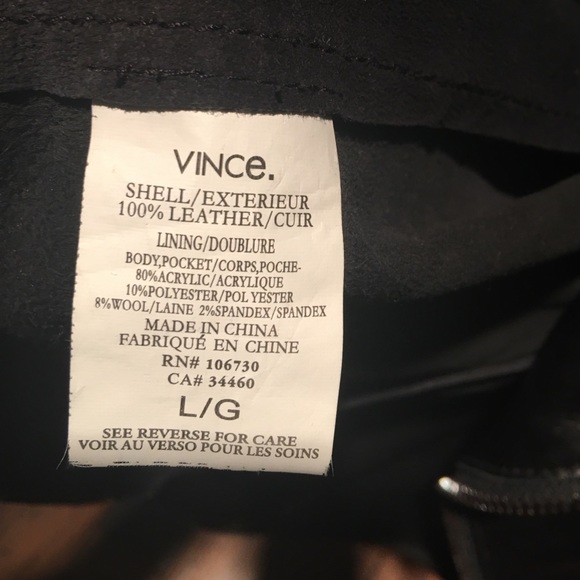 VINCe.
SHELL/EXTERIEUR
100% LEATHER/CUIR
LINING/DOUBLURE
BODY,POCKET/CORPS,POCHE-
80%ACRYLIC/ACRYLIQUE
10%POLYESTER/POLYESTER
8%WOOL/LAINE 2%SPANDEX/SPANDEX
MADE IN CHINA
FABRIQUÉ EN CHINE
RN# 106730
CA# 34460
L/G
SEE REVERSE FOR CARE
VOIR AU VERSO POUR LES SOINS